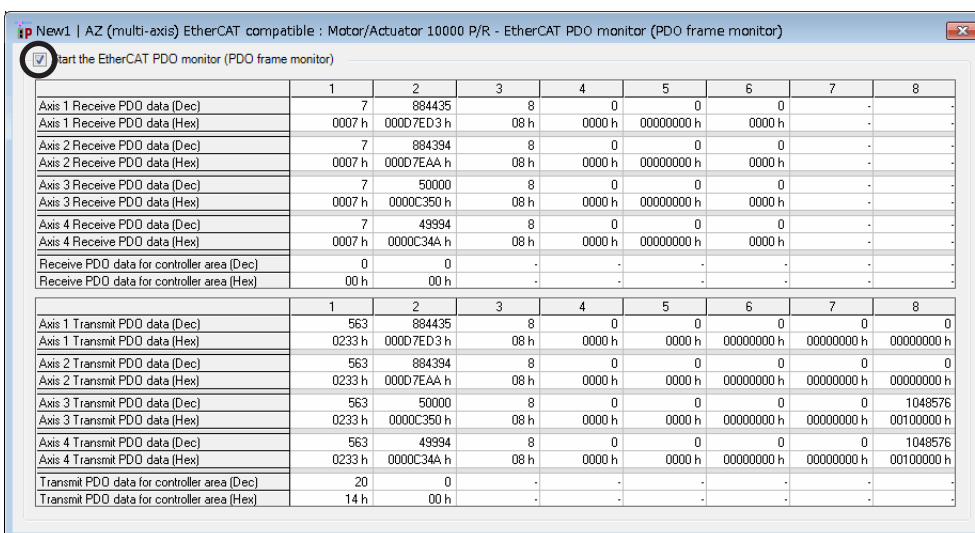 New1 | AZ (multi-axis) EtherCAT compatible : Motor/Actuator 10000 P/R - EtherCAT PDO monitor (PDO frame monitor)
Start the EtherCAT PDO monitor (PDO frame monitor)
1 2 3 4 5 6 7 8
Axis 1 Receive PDO data (Dec) 7 884435 8 0 0 0 - -
Axis 1 Receive PDO data (Hex) 0007 h 000D7ED3 h 08 h 0000 h 00000000 h 0000 h - -
Axis 2 Receive PDO data (Dec) 7 884394 8 0 0 0 - -
Axis 2 Receive PDO data (Hex) 0007 h 000D7EAA h 08 h 0000 h 00000000 h 0000 h - -
Axis 3 Receive PDO data (Dec) 7 50000 8 0 0 0 - -
Axis 3 Receive PDO data (Hex) 0007 h 0000C350 h 08 h 0000 h 00000000 h 0000 h - -
Axis 4 Receive PDO data (Dec) 7 49994 8 0 0 0 - -
Axis 4 Receive PDO data (Hex) 0007 h 0000C34A h 08 h 0000 h 00000000 h 0000 h - -
Receive PDO data for controller area (Dec) 0 0 - - - - - -
Receive PDO data for controller area (Hex) 00 h 00 h - - - - - -
1 2 3 4 5 6 7 8
Axis 1 Transmit PDO data (Dec) 563 884435 8 0 0 0 0 0
Axis 1 Transmit PDO data (Hex) 0233 h 000D7ED3 h 08 h 0000 h 0000 h 00000000 h 00000000 h 00000000 h
Axis 2 Transmit PDO data (Dec) 563 884394 8 0 0 0 0 0
Axis 2 Transmit PDO data (Hex) 0233 h 000D7EAA h 08 h 0000 h 0000 h 00000000 h 00000000 h 00000000 h
Axis 3 Transmit PDO data (Dec) 563 50000 8 0 0 0 0 1048576
Axis 3 Transmit PDO data (Hex) 0233 h 0000C350 h 08 h 0000 h 0000 h 00000000 h 00000000 h 00100000 h
Axis 4 Transmit PDO data (Dec) 563 49994 8 0 0 0 0 1048576
Axis 4 Transmit PDO data (Hex) 0233 h 0000C34A h 08 h 0000 h 0000 h 00000000 h 00000000 h 00100000 h
Transmit PDO data for controller area (Dec) 20 0 - - - - - -
Transmit PDO data for controller area (Hex) 14 h 00 h - - - - - -